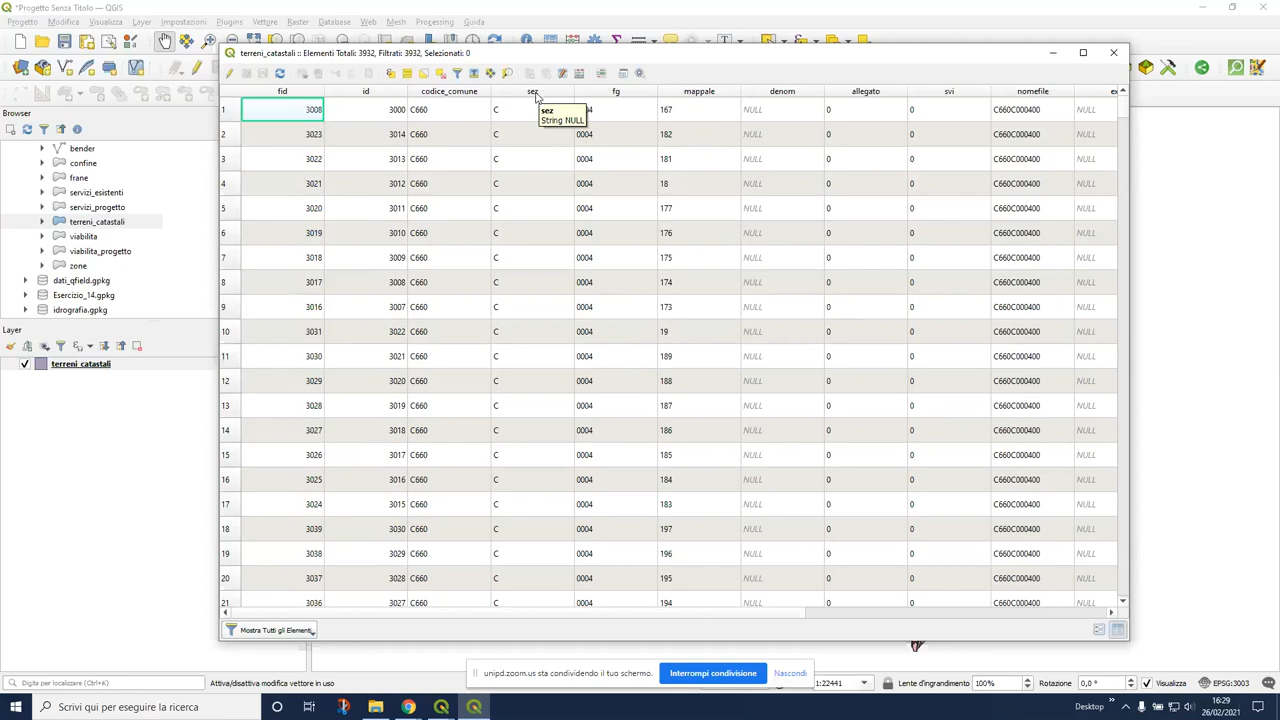 *Progetto Senza Titolo — QGIS
Progetto Modifica Visualizza Layer Impostazioni Plugins Vettore Raster Database Web Mesh Processing Guida
terreni_catastali :: Elementi Totali: 3932, Filtrati: 3932, Selezionati: 0
fid id codice_comune sez fg mappale denom allegato svi nomefile
sez
String NULL
1 3008 3000 C660 C 167 NULL 0 0 C660C000400 NULL
2 3023 3014 C660 C 0004 182 NULL 0 0 C660C000400 NULL
3 3022 3013 C660 C 0004 181 NULL 0 0 C660C000400 NULL
4 3021 3012 C660 C 0004 18 NULL 0 0 C660C000400 NULL
5 3020 3011 C660 C 0004 177 NULL 0 0 C660C000400 NULL
6 3019 3010 C660 C 0004 176 NULL 0 0 C660C000400 NULL
7 3018 3009 C660 C 0004 175 NULL 0 0 C660C000400 NULL
8 3017 3008 C660 C 0004 174 NULL 0 0 C660C000400 NULL
9 3016 3007 C660 C 0004 173 NULL 0 0 C660C000400 NULL
10 3031 3022 C660 C 0004 19 NULL 0 0 C660C000400 NULL
11 3030 3021 C660 C 0004 189 NULL 0 0 C660C000400 NULL
12 3029 3020 C660 C 0004 188 NULL 0 0 C660C000400 NULL
13 3028 3019 C660 C 0004 187 NULL 0 0 C660C000400 NULL
14 3027 3018 C660 C 0004 186 NULL 0 0 C660C000400 NULL
15 3026 3017 C660 C 0004 185 NULL 0 0 C660C000400 NULL
16 3025 3016 C660 C 0004 184 NULL 0 0 C660C000400 NULL
17 3024 3015 C660 C 0004 183 NULL 0 0 C660C000400 NULL
18 3039 3030 C660 C 0004 197 NULL 0 0 C660C000400 NULL
19 3038 3029 C660 C 0004 196 NULL 0 0 C660C000400 NULL
20 3037 3028 C660 C 0004 195 NULL 0 0 C660C000400 NULL
21 3036 3027 C660 C 0004 194 NULL 0 0 C660C000400 NULL
Mostra Tutti gli Elementi
Browser
bender
confine
frane
servizi_esistenti
servizi_progetto
terreni_catastali
viabilita
viabilita_progetto
zone
dati_qfield.gpkg
Esercizio_14.gpkg
idrografia.gpkg
Layer
terreni_catastali
unipd.zoom.us sta condividendo il tuo schermo. Interrompi condivisione Nascondi
Digita per localizzare (Ctrl+K) Attiva/disattiva modifica vettore in uso 1:22441 Lente d'ingrandimento 100% Rotazione 0,0 ° Visualizza EPSG:3003
Scrivi qui per eseguire la ricerca Desktop 16:29
26/02/2021